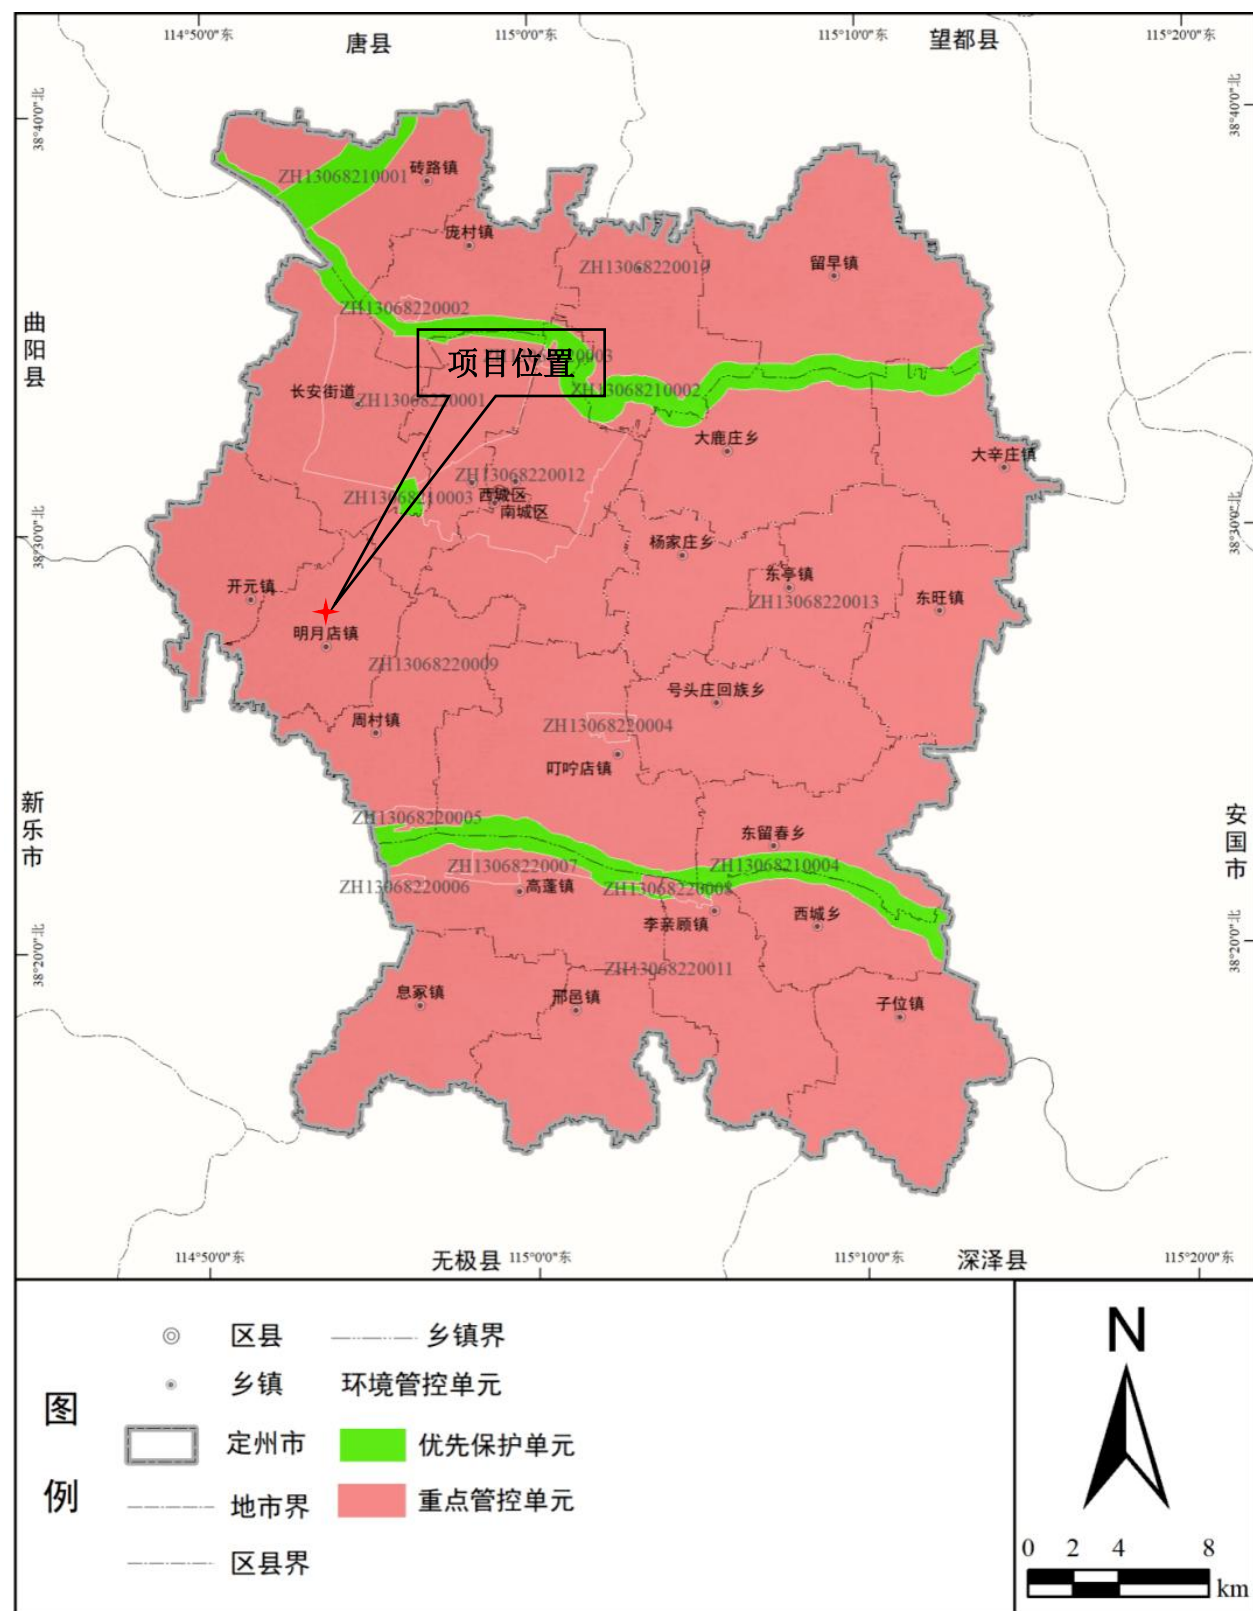 114°50'0"东
唐县
115°0'0"东
115°10'0"东
望都县
115°20'0"东
38°40'0"北
38°40'0"北
砖路镇
ZH13068210001
庞村镇
留早镇
ZH13068220010
ZH13068220002
曲阳县
项目位置
ZH13068210002
长安街道
ZH13068220001
大鹿庄乡
大辛庄镇
ZH13068220012
ZH13068210003
西城区
南城区
38°30'0"北
38°30'0"北
杨家庄乡
开元镇
东亭镇
ZH13068220013
东旺镇
明月店镇
ZH13068220009
号头庄回族乡
周村镇
ZH13068220004
叮咛店镇
新乐市
安国市
ZH13068220005
东留春乡
ZH13068220007
ZH13068210004
ZH13068220006
高蓬镇
ZH13068220008
李亲顾镇
西城乡
38°20'0"北
38°20'0"北
ZH13068220011
息冢镇
邢邑镇
子位镇
114°50'0"东
无极县
115°0'0"东
115°10'0"东
深泽县
115°20'0"东
图例
区县
乡镇界
乡镇
环境管控单元
定州市
优先保护单元
地市界
重点管控单元
区县界
N
0 2 4 8
km